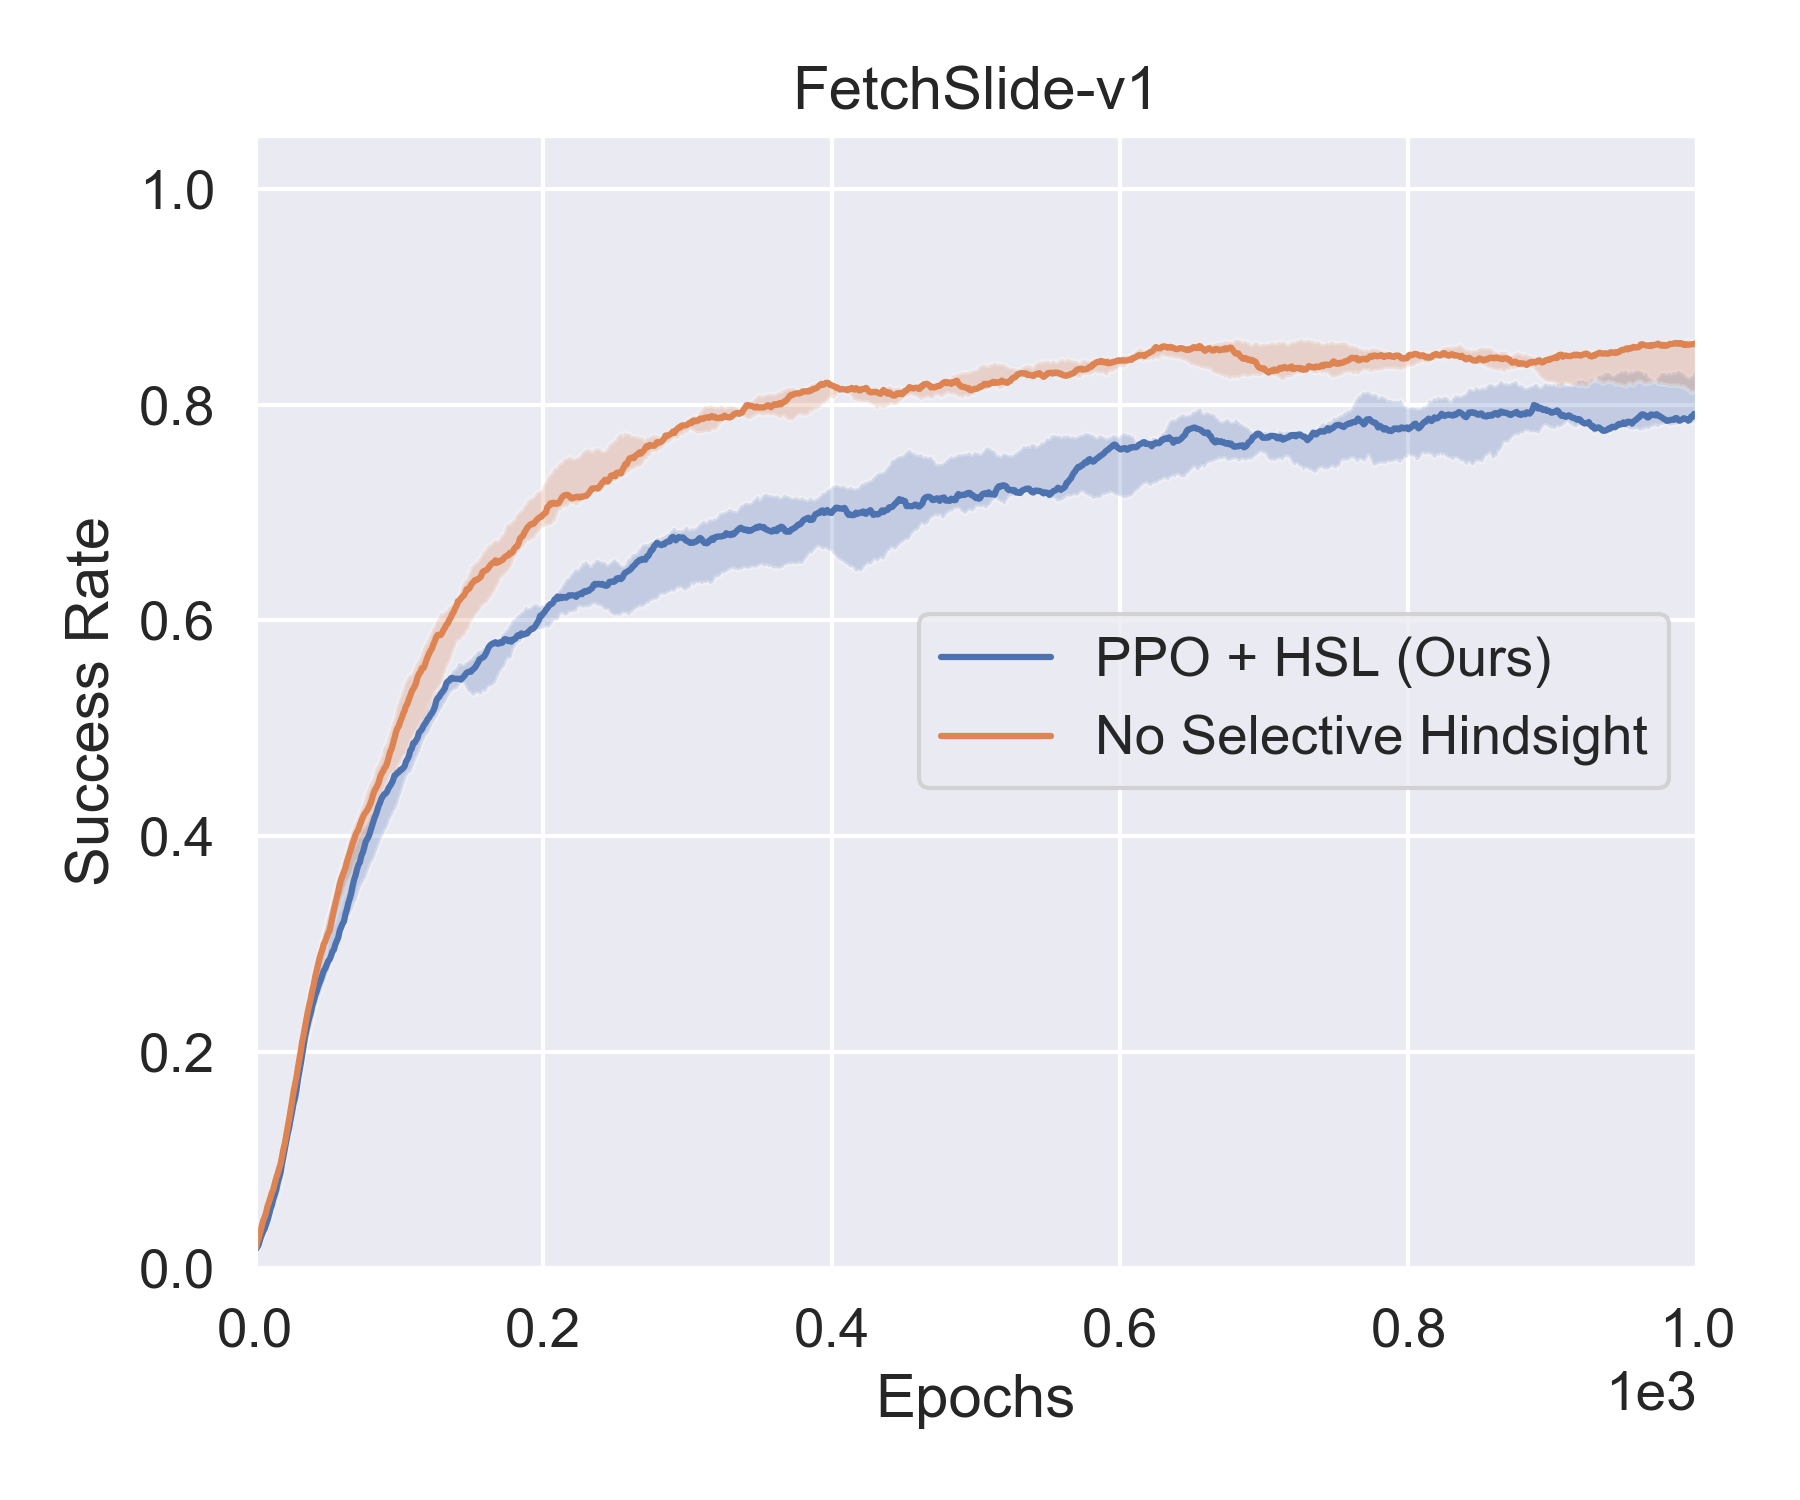 FetchSlide-v1
1.0
0.8
0.6
0.4
0.2
0.0
Success Rate
PPO + HSL (Ours)
No Selective Hindsight
0.0 0.2 0.4 0.6 0.8 1.0
Epochs
1e3